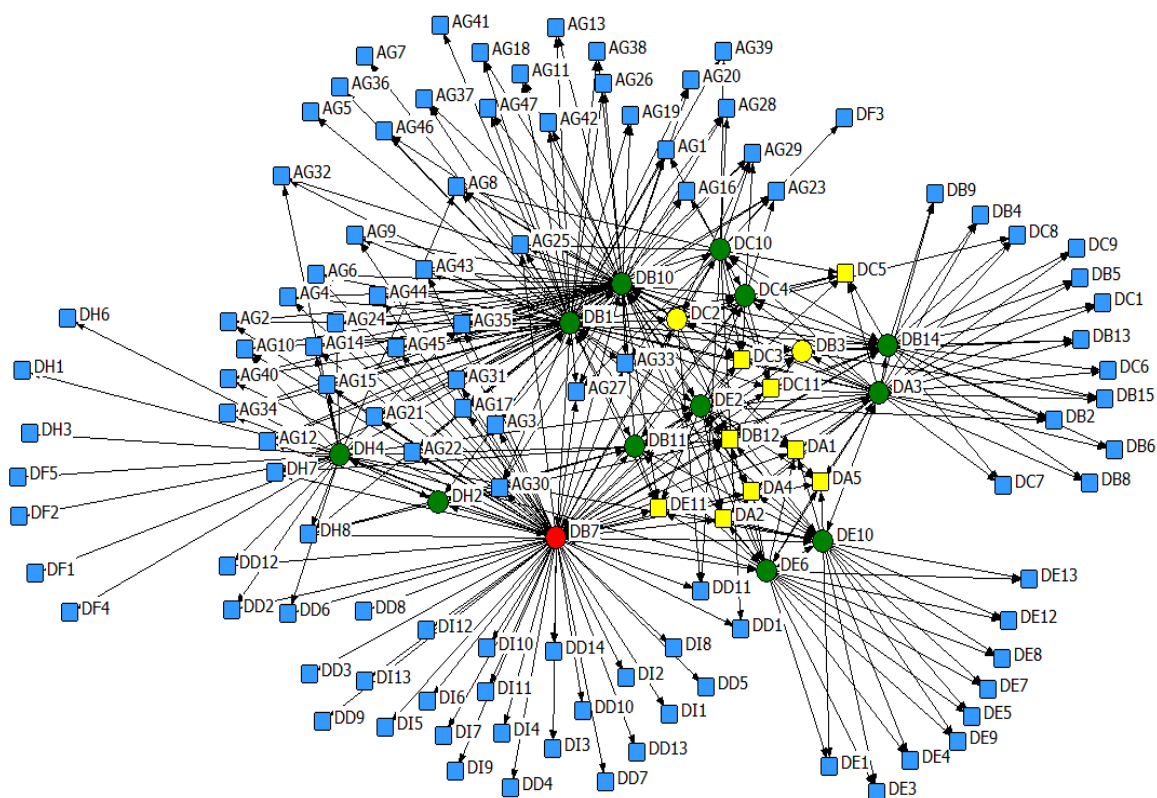 AG41
AG13
AG7
AG18
AG38
AG39
AG11
AG36
AG26
AG20
AG37
AG5
AG47
AG28
AG46
AG42
AG19
DF3
AG1
AG29
AG32
AG8
AG16
AG23
DB9
DB4
AG9
AG25
DC10
DC8
DC9
AG6
AG43
DB10
DC5
DB5
AG4
AG44
DC4
DC1
DH6
AG2
AG24
AG35
DB1
DC2
DB13
AG10
AG14
AG45
DB3
DB14
AG33
DC3
DH1
AG40
AG15
AG31
AG27
DC11
DA3
DC6
DB15
AG34
AG21
AG17
AG3
DE2
DB2
DH3
AG12
DH4
AG22
DB11
DB12
DA1
DB6
DF5
DH7
AG30
DA4
DA5
DC7
DB8
DH2
DE11
DA2
DF2
DH8
DB7
DE10
DF1
DD12
DE6
DE13
DD11
DF4
DD2
DD6
DD8
DE12
DI12
DD1
DI10
DD14
DI8
DE8
DD3
DI13
DI2
DD5
DE7
DI6
DI11
DD9
DI5
DD10
DI1
DE5
DI7
DI4
DI3
DD13
DE9
DI9
DE4
DE1
DD4
DD7
DE3